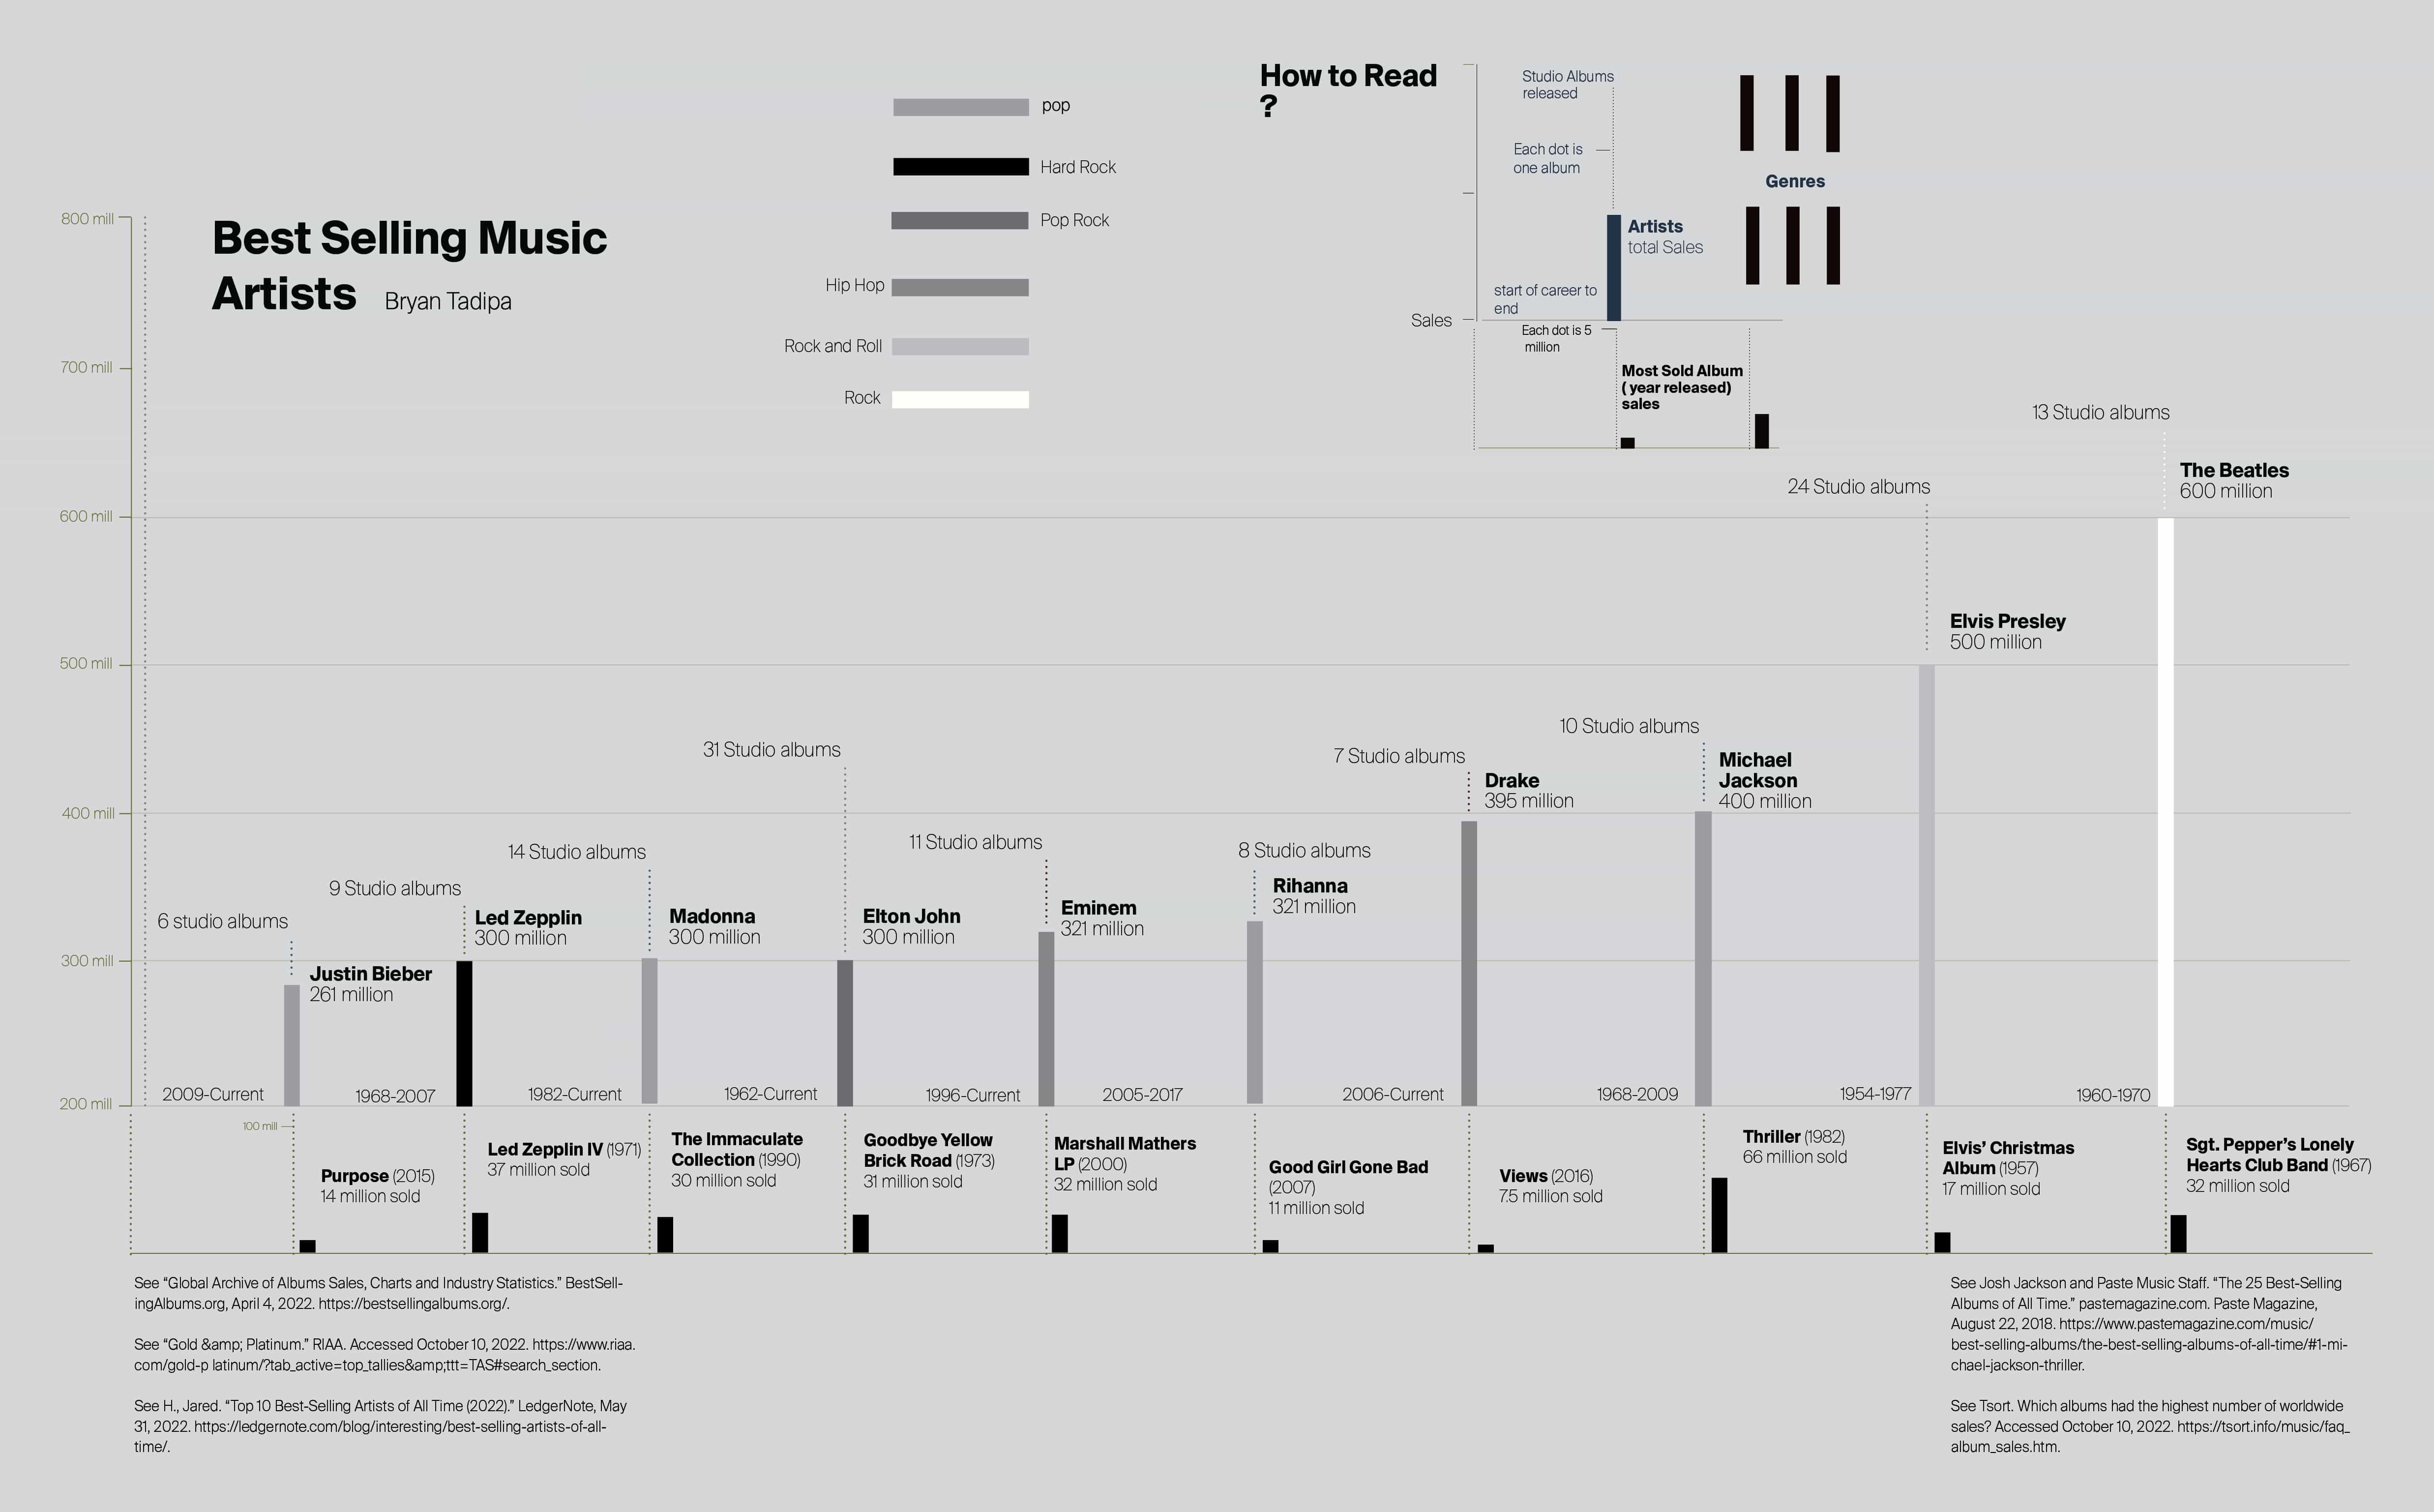 Best Selling Music
Artists Bryan Tadipa
pop
Hard Rock
Pop Rock
Hip Hop
Rock and Roll
Rock
How to Read
?
Studio Albums
released
Each dot is
one album
Artists
total Sales
start of career to
end
Sales
Each dot is 5
million
Most Sold Album
( year released)
sales
Genres
800 mill
700 mill
600 mill
500 mill
400 mill
300 mill
200 mill
100 mill
6 studio albums
Justin Bieber
261 million
2009-Current
Purpose (2015)
14 million sold
9 Studio albums
Led Zepplin
300 million
1968-2007
Led Zepplin IV (1971)
37 million sold
14 Studio albums
Madonna
300 million
1982-Current
The Immaculate
Collection (1990)
30 million sold
31 Studio albums
Elton John
300 million
1962-Current
Goodbye Yellow
Brick Road (1973)
31 million sold
11 Studio albums
Eminem
321 million
1996-Current
Marshall Mathers
LP (2000)
32 million sold
8 Studio albums
Rihanna
321 million
2005-2017
Good Girl Gone Bad
(2007)
11 million sold
7 Studio albums
Drake
395 million
2006-Current
Views (2016)
7.5 million sold
10 Studio albums
Michael
Jackson
400 million
1968-2009
Thriller (1982)
66 million sold
24 Studio albums
Elvis Presley
500 million
1954-1977
Elvis' Christmas
Album (1957)
17 million sold
13 Studio albums
The Beatles
600 million
1960-1970
Sgt. Pepper's Lonely
Hearts Club Band (1967)
32 million sold
See "Global Archive of Albums Sales, Charts and Industry Statistics." BestSell-
ingAlbums.org, April 4, 2022. https://bestsellingalbums.org/.
See "Gold &amp; Platinum." RIAA. Accessed October 10, 2022. https://www.riaa.
com/gold-p latinum/?tab_active=top_tallies&amp;ttt=TAS#search_section.
See H., Jared. "Top 10 Best-Selling Artists of All Time (2022)." LedgerNote, May
31, 2022. https://ledgernote.com/blog/interesting/best-selling-artists-of-all-
time/.
See Josh Jackson and Paste Music Staff. "The 25 Best-Selling
Albums of All Time." pastemagazine.com. Paste Magazine,
August 22, 2018. https://www.pastemagazine.com/music/
best-selling-albums/the-best-selling-albums-of-all-time/#1-mi-
chael-jackson-thriller.
See Tsort. Which albums had the highest number of worldwide
sales? Accessed October 10, 2022. https://tsort.info/music/faq_
album_sales.htm.